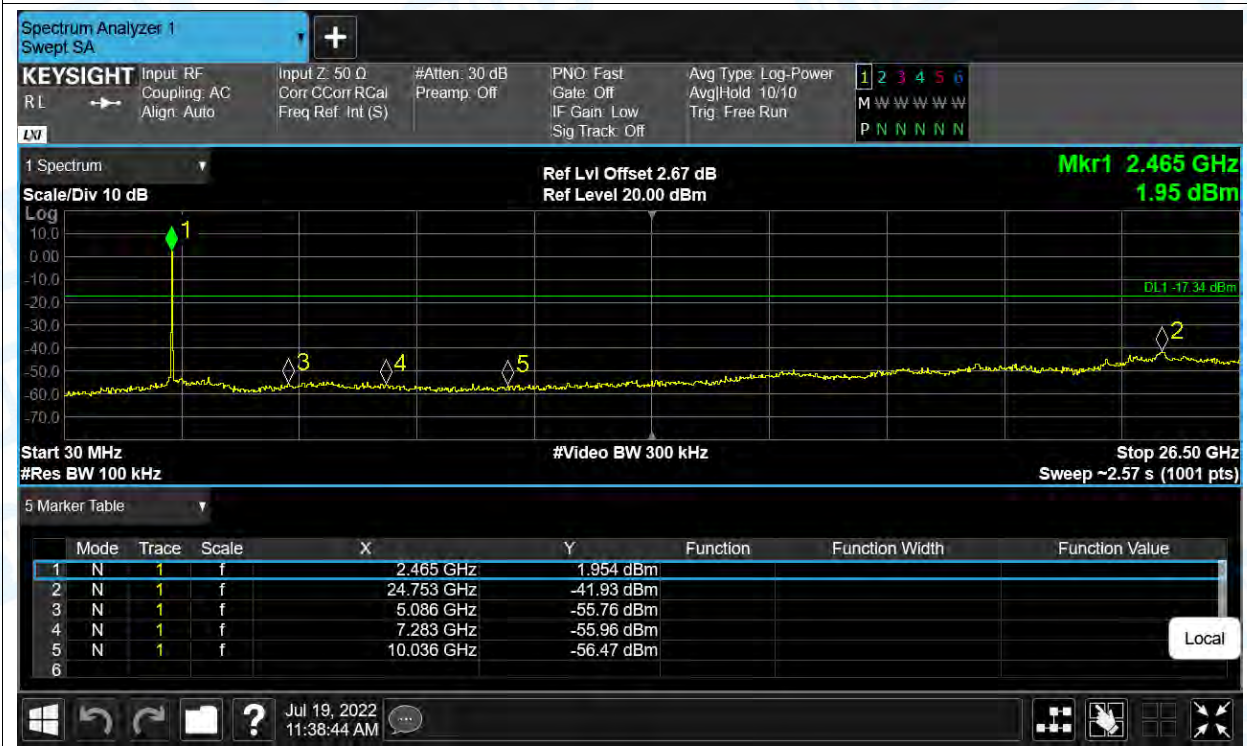 Spectrum Analyzer 1
Swept SA
+
KEYSIGHT Input: RF Input Z: 50 Ω #Atten: 30 dB PNO: Fast Avg Type: Log-Power 1 2 3 4 5 6
R L Coupling: AC Corr CCorr RCal Preamp: Off Gate: Off Avg|Hold: 10/10 M W W W W W
Align: Auto Freq Ref: Int (S) IF Gain: Low Trig: Free Run
LXI Sig Track: Off P N N N N N
1 Spectrum Ref Lvl Offset 2.67 dB Mkr1 2.465 GHz
Scale/Div 10 dB Ref Level 20.00 dBm 1.95 dBm
Log
10.0 1
0.00
-10.0
DL1 -17.34 dBm
-20.0
-30.0 2
-40.0
-50.0 3 4 5
-60.0
-70.0
Start 30 MHz #Video BW 300 kHz Stop 26.50 GHz
#Res BW 100 kHz Sweep ~2.57 s (1001 pts)
5 Marker Table
Mode Trace Scale X Y Function Function Width Function Value
1 N 1 f 2.465 GHz 1.954 dBm
2 N 1 f 24.753 GHz -41.93 dBm
3 N 1 f 5.086 GHz -55.76 dBm
4 N 1 f 7.283 GHz -55.96 dBm
5 N 1 f 10.036 GHz -56.47 dBm
6
Local
? Jul 19, 2022
11:38:44 AM